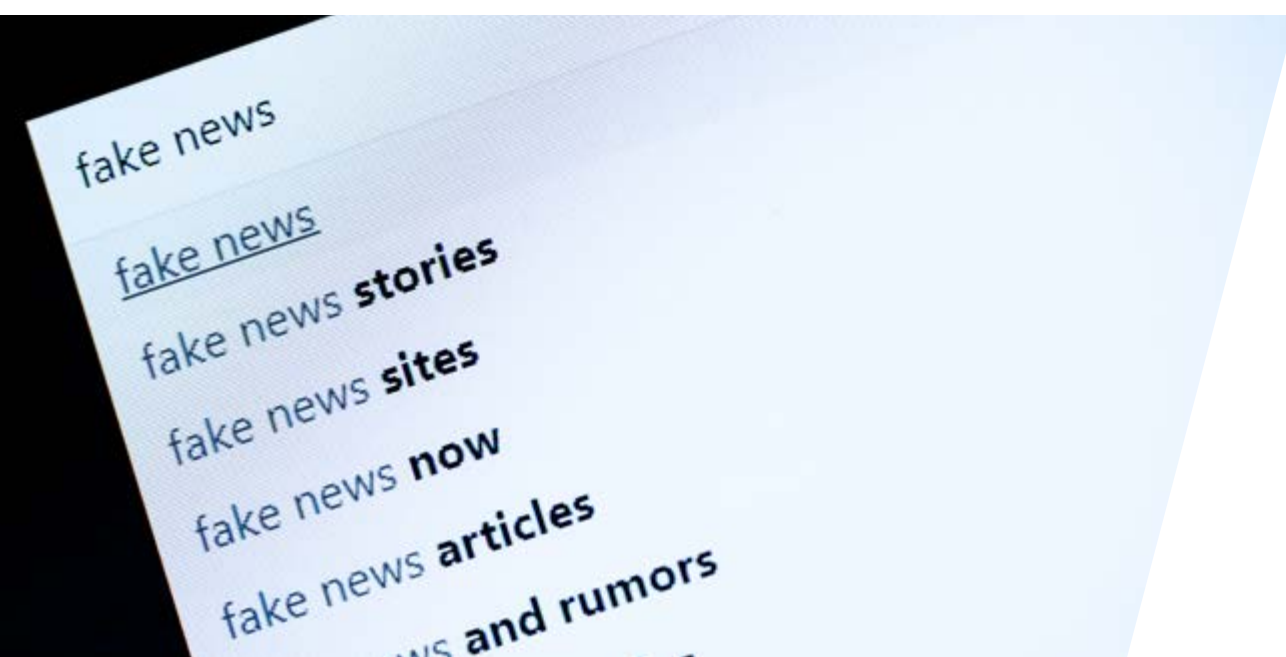 fake news
fake news
fake news stories
fake news sites
fake news now
fake news articles
and rumors